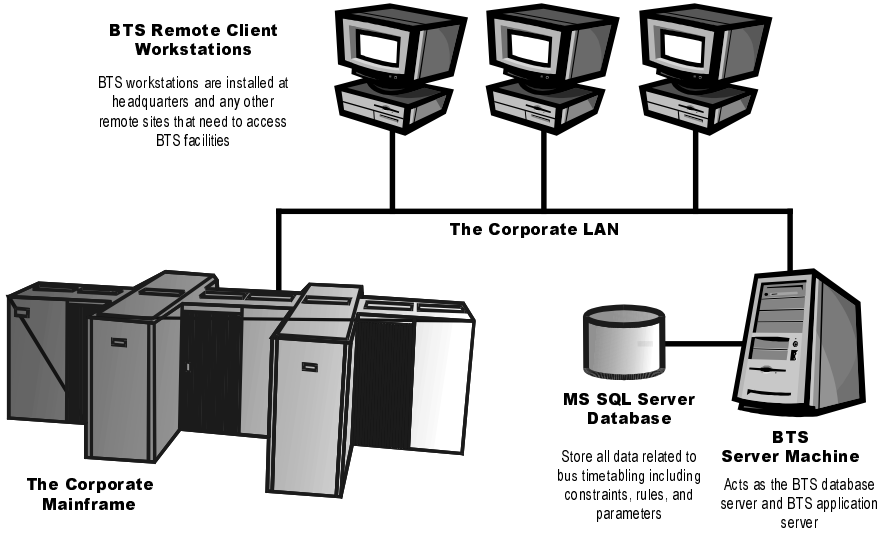 BTS Remote Client
Workstations
BTS workstations are installed at
headquarters and any other
remote sites that need to access
BTS facilities
The Corporate LAN
The Corporate
Mainframe
MS SQL Server
Database
Store all data related to
bus timetabling including
constraints, rules, and
parameters
BTS
Server Machine
Acts as the BTS database
server and BTS application
server